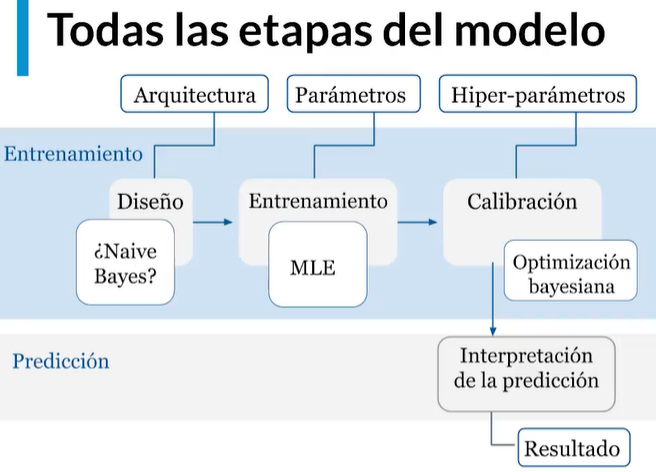 Todas las etapas del modelo
Arquitectura
Parámetros
Hiper-parámetros
Entrenamiento
Diseño
Entrenamiento
Calibración
¿Naive
Bayes?
MLE
Optimización
bayesiana
Predicción
Interpretación
de la predicción
Resultado